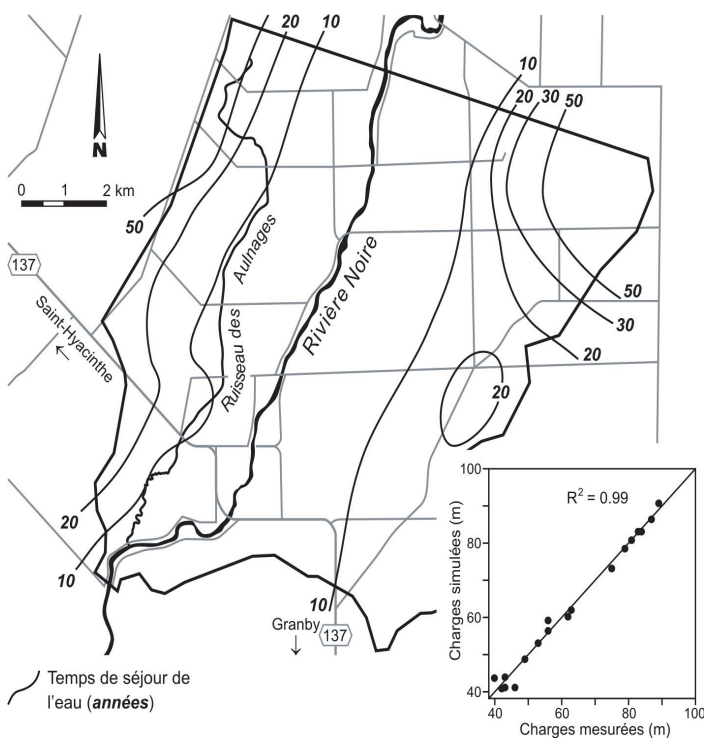 20
10
10
20
30
50
N
0 1 2 km
50
137
Saint-Hyacinthe
Ruisseau des Aulnages
Rivière Noire
50
30
20
20
20
10
10
Granby
137
Temps de séjour de
l'eau (années)
R² = 0.99
Charges simulées (m)
100
80
60
40
40
60
80
100
Charges mesurées (m)